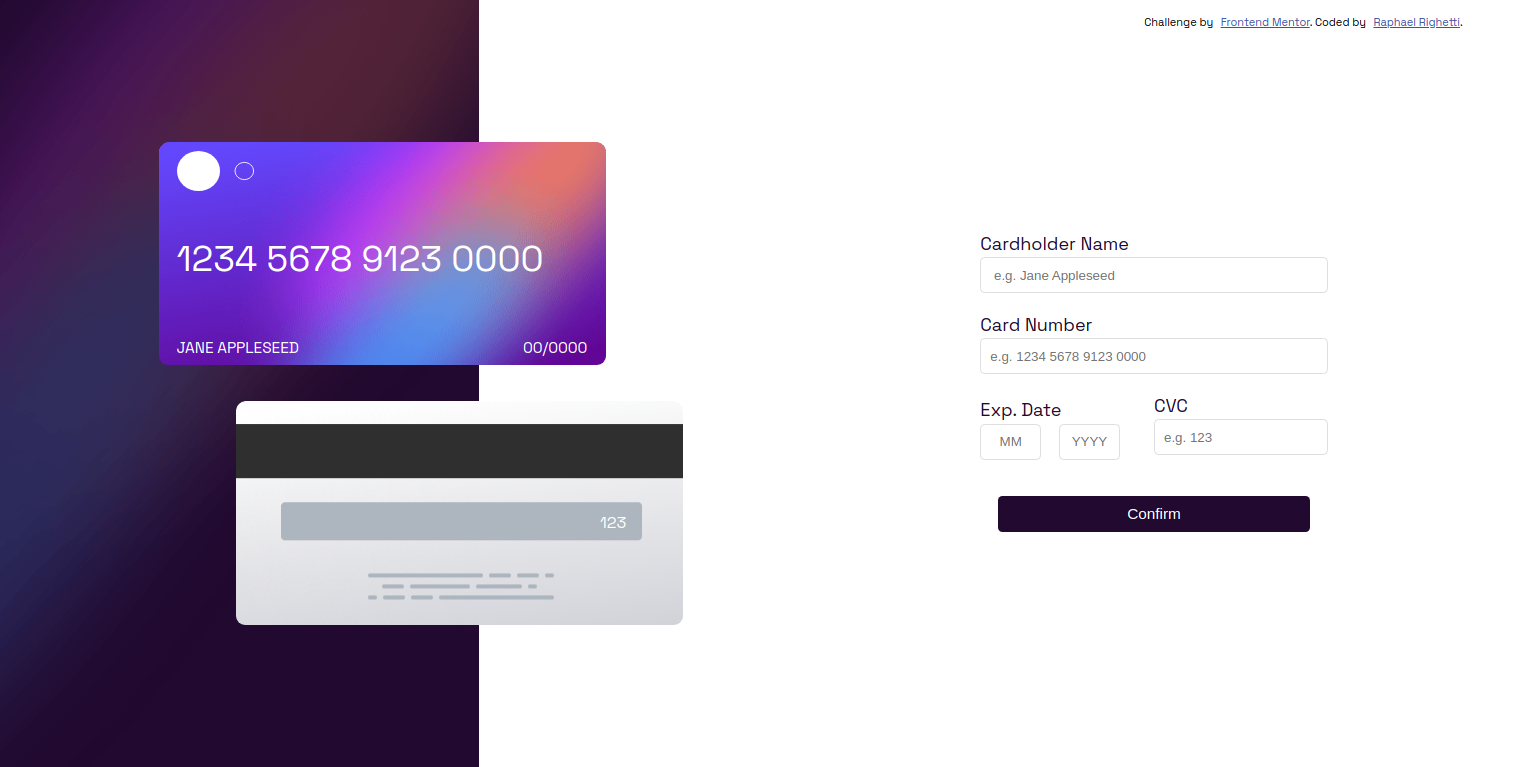 Challenge by Frontend Mentor. Coded by Raphael Righetti.
1234 5678 9123 0000
JANE APPLESEED 00/0000
123
Cardholder Name
e.g. Jane Appleseed
Card Number
e.g. 1234 5678 9123 0000
Exp. Date CVC
MM YYYY e.g. 123
Confirm